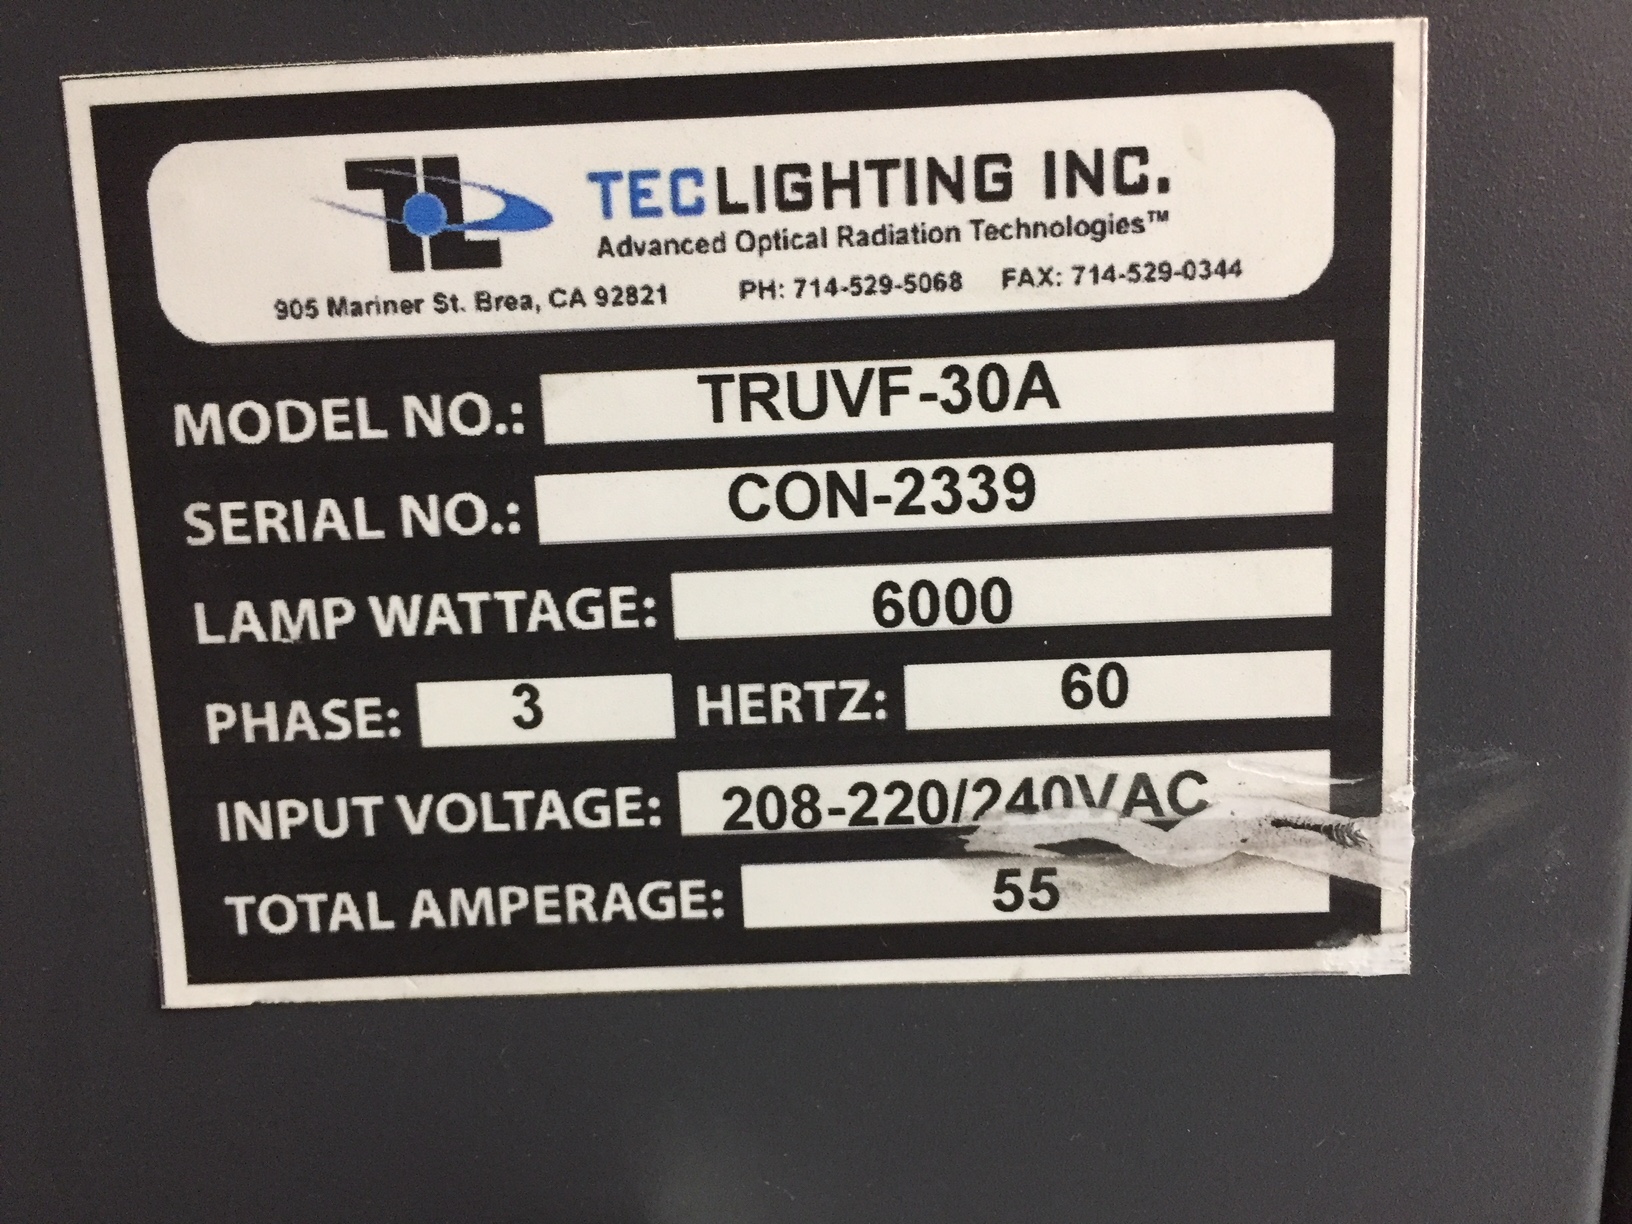 TL
TECLIGHTING INC.
Advanced Optical Radiation Technologies™
905 Mariner St. Brea, CA 92821 PH: 714-529-5068 FAX: 714-529-0344
MODEL NO.: TRUVF-30A
SERIAL NO.: CON-2339
LAMP WATTAGE: 6000
PHASE: 3 HERTZ: 60
INPUT VOLTAGE: 208-220/240VAC
TOTAL AMPERAGE: 55